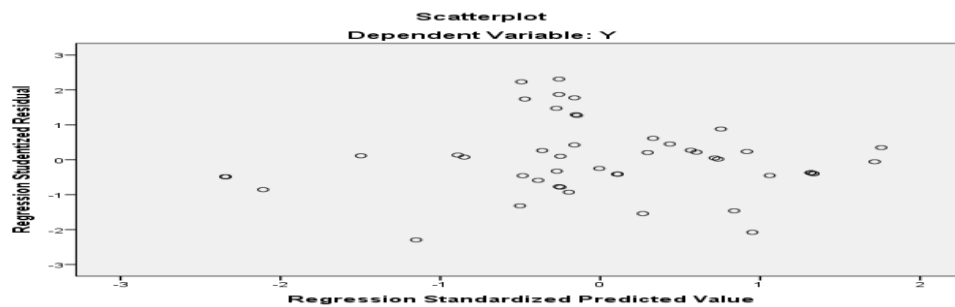 Scatterplot
Dependent Variable: Y
Regression Studentized Residual
3
2
1
0
-1
-2
-3
-3 -2 -1 0 1 2
Regression Standardized Predicted Value